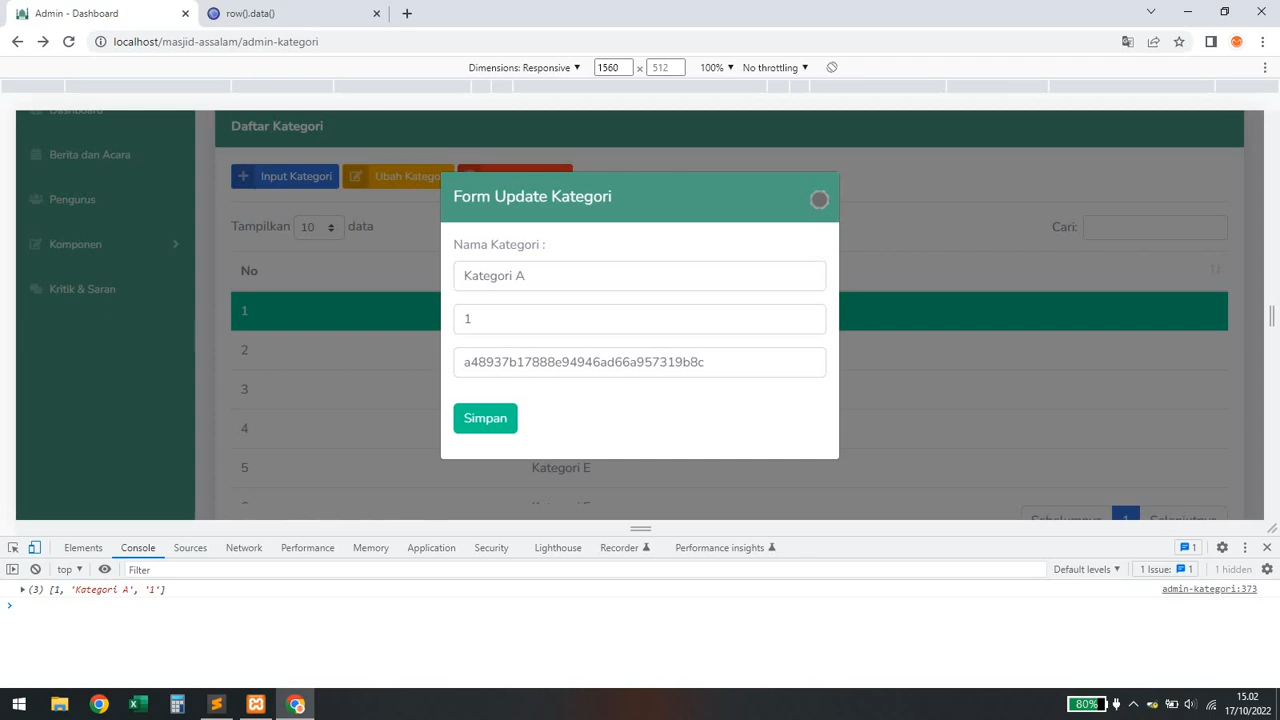 Admin - Dashboard
row().data()
localhost/masjid-assalam/admin-kategori
Dimensions: Responsive
1560 × 512
100%
No throttling
Dashboard
Berita dan Acara
Pengurus
Komponen
Kritik & Saran
Daftar Kategori
Input Kategori
Ubah Katego
Tampilkan 10 data
Cari:
No
1
2
3
4
5 Kategori E
Form Update Kategori
Nama Kategori :
Kategori A
1
a48937b17888e94946ad66a957319b8c
Simpan
1
Elements Console Sources Network Performance Memory Application Security Lighthouse Recorder Performance insights 1
top Filter Default levels 1 Issue: 1 1 hidden
(3) [1, 'Kategori A', '1'] admin-kategori:373
80%
15.02
17/10/2022